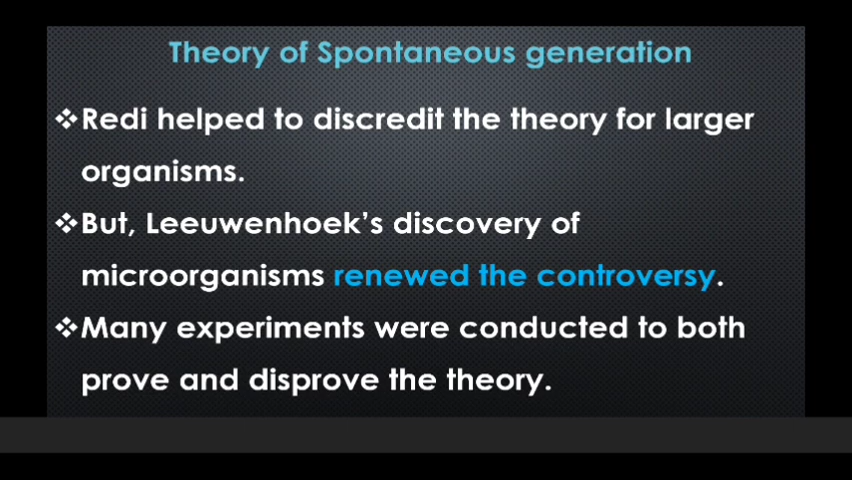 Theory of Spontaneous generation
❖Redi helped to discredit the theory for larger
organisms.
❖But, Leeuwenhoek’s discovery of
microorganisms renewed the controversy.
❖Many experiments were conducted to both
prove and disprove the theory.